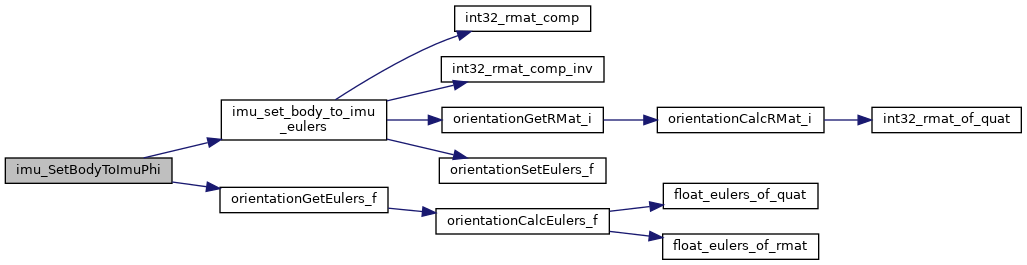 int32_rmat_comp
int32_rmat_comp_inv
imu_set_body_to_imu
_eulers
orientationGetRMat_i
orientationCalcRMat_i
int32_rmat_of_quat
imu_SetBodyToImuPhi
orientationSetEulers_f
orientationGetEulers_f
float_eulers_of_quat
orientationCalcEulers_f
float_eulers_of_rmat